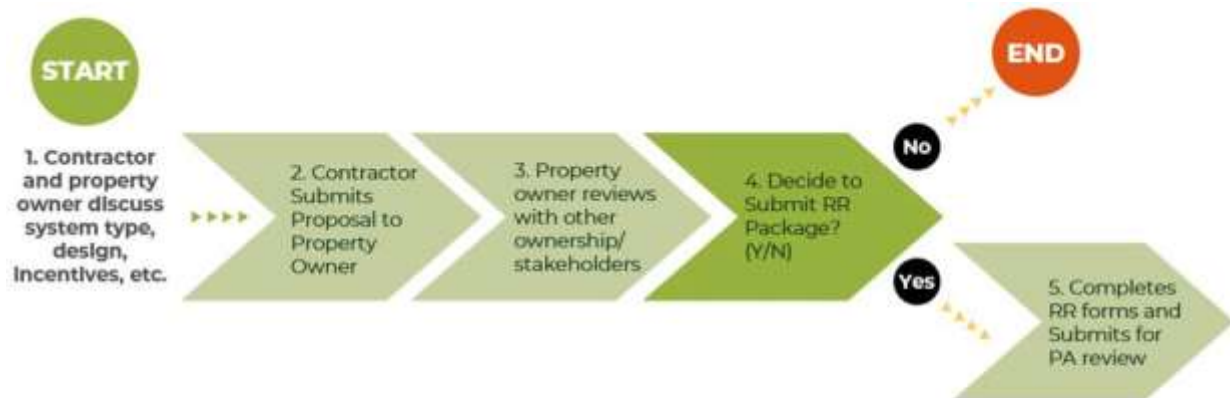 START
1. Contractor
and property
owner discuss
system type,
design,
incentives, etc.
2. Contractor
Submits
Proposal to
Property
Owner
3. Property
owner reviews
with other
ownership/
stakeholders
4. Decide to
Submit RR
Package?
(Y/N)
No
END
Yes
5. Completes
RR forms and
Submits for
PA review